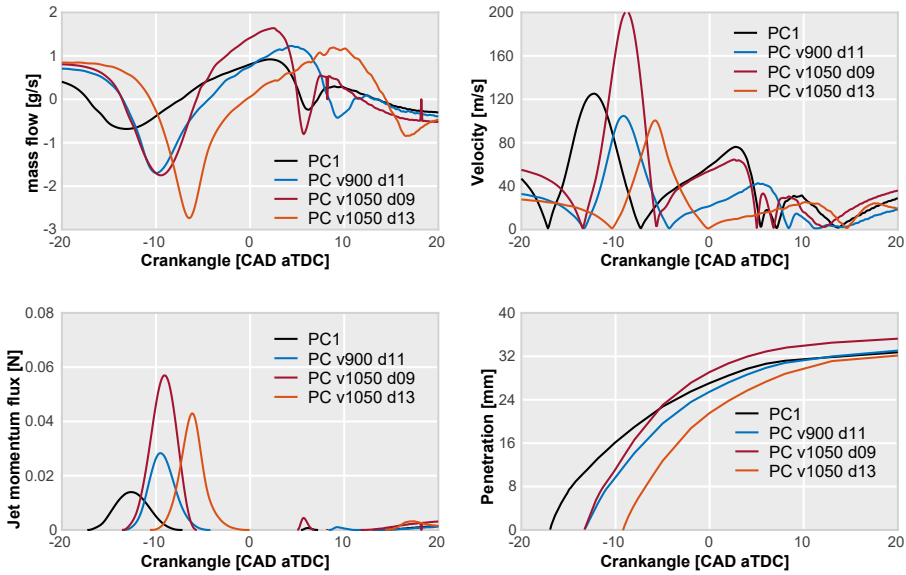 2
1
0
-1
-2
-3
mass flow [g/s]
PC1
PC v900 d11
PC v1050 d09
PC v1050 d13
-20 -10 0 10 20
Crankangle [CAD aTDC]
200
160
120
80
40
0
Velocity [m/s]
PC1
PC v900 d11
PC v1050 d09
PC v1050 d13
-20 -10 0 10 20
Crankangle [CAD aTDC]
0.08
0.06
0.04
0.02
0
Jet momentum flux [N]
PC1
PC v900 d11
PC v1050 d09
PC v1050 d13
-20 -10 0 10 20
Crankangle [CAD aTDC]
40
32
24
16
8
0
Penetration [mm]
PC1
PC v900 d11
PC v1050 d09
PC v1050 d13
-20 -10 0 10 20
Crankangle [CAD aTDC]